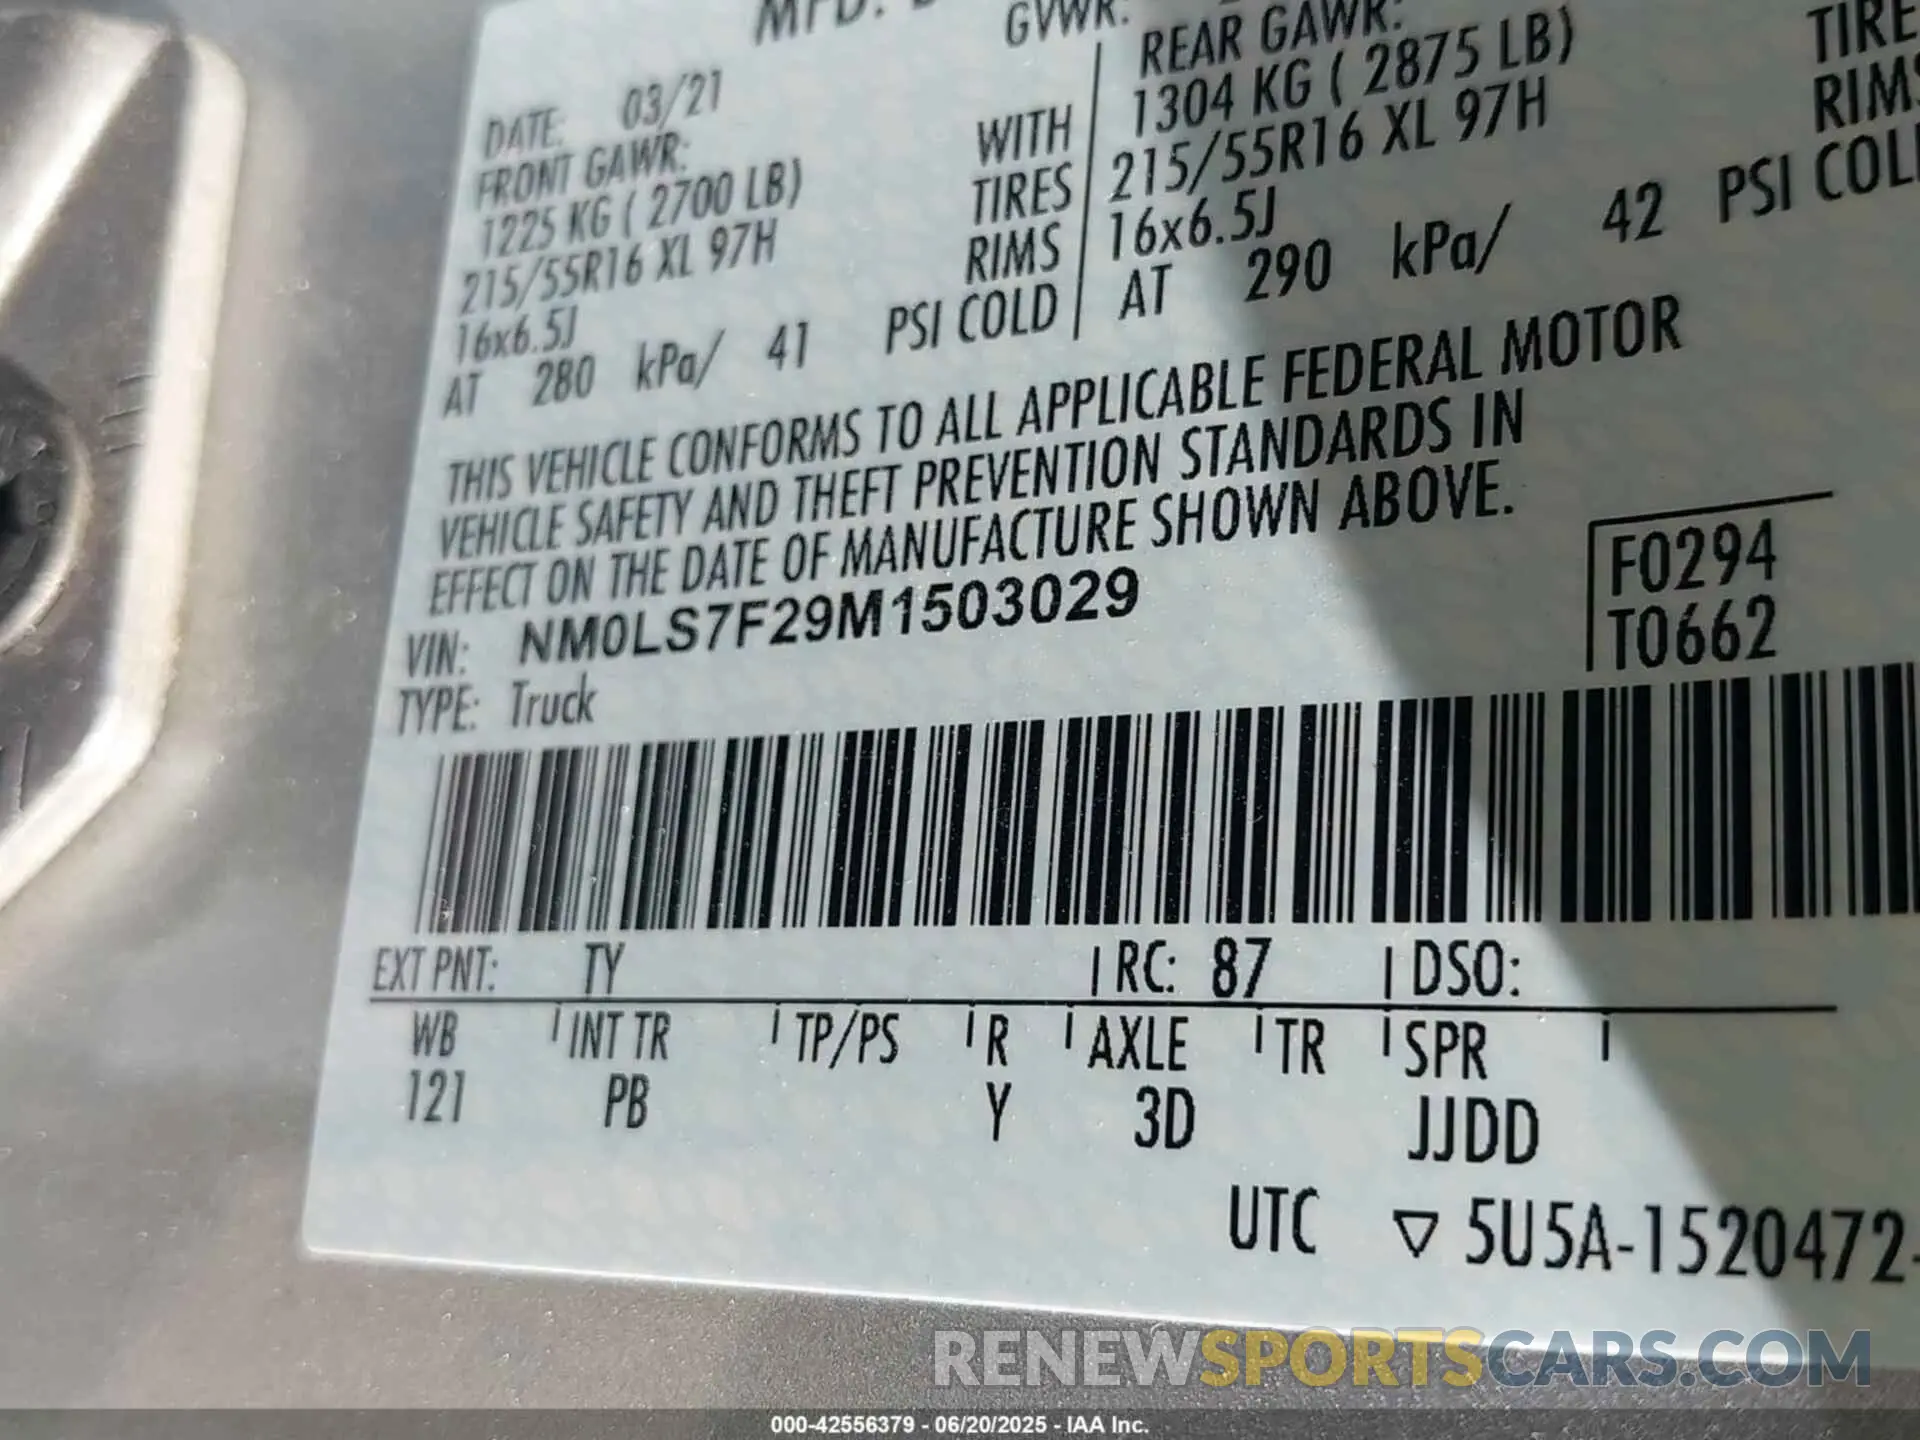 MFD.
GVWR:
DATE: 03/21
FRONT GAWR:
1225 KG ( 2700 LB)
215/55R16 XL 97H
16x6.5J
AT 280 kPa/ 41 PSI COLD
WITH
TIRES
RIMS
REAR GAWR:
1304 KG ( 2875 LB)
215/55R16 XL 97H
16x6.5J
AT 290 kPa/ 42 PSI COLD
THIS VEHICLE CONFORMS TO ALL APPLICABLE FEDERAL MOTOR
VEHICLE SAFETY AND THEFT PREVENTION STANDARDS IN
EFFECT ON THE DATE OF MANUFACTURE SHOWN ABOVE.
VIN: NM0LS7F29M1503029
TYPE: Truck
F0294
T0662
EXT PNT: TY RC: 87 DSO:
WB INT TR TP/PS R AXLE TR SPR
121 PB Y 3D JJDD
UTC ▽ 5U5A-1520472-
RENEWSPORTSCARS.COM
000-42556379 - 06/20/2025 - IAA Inc.